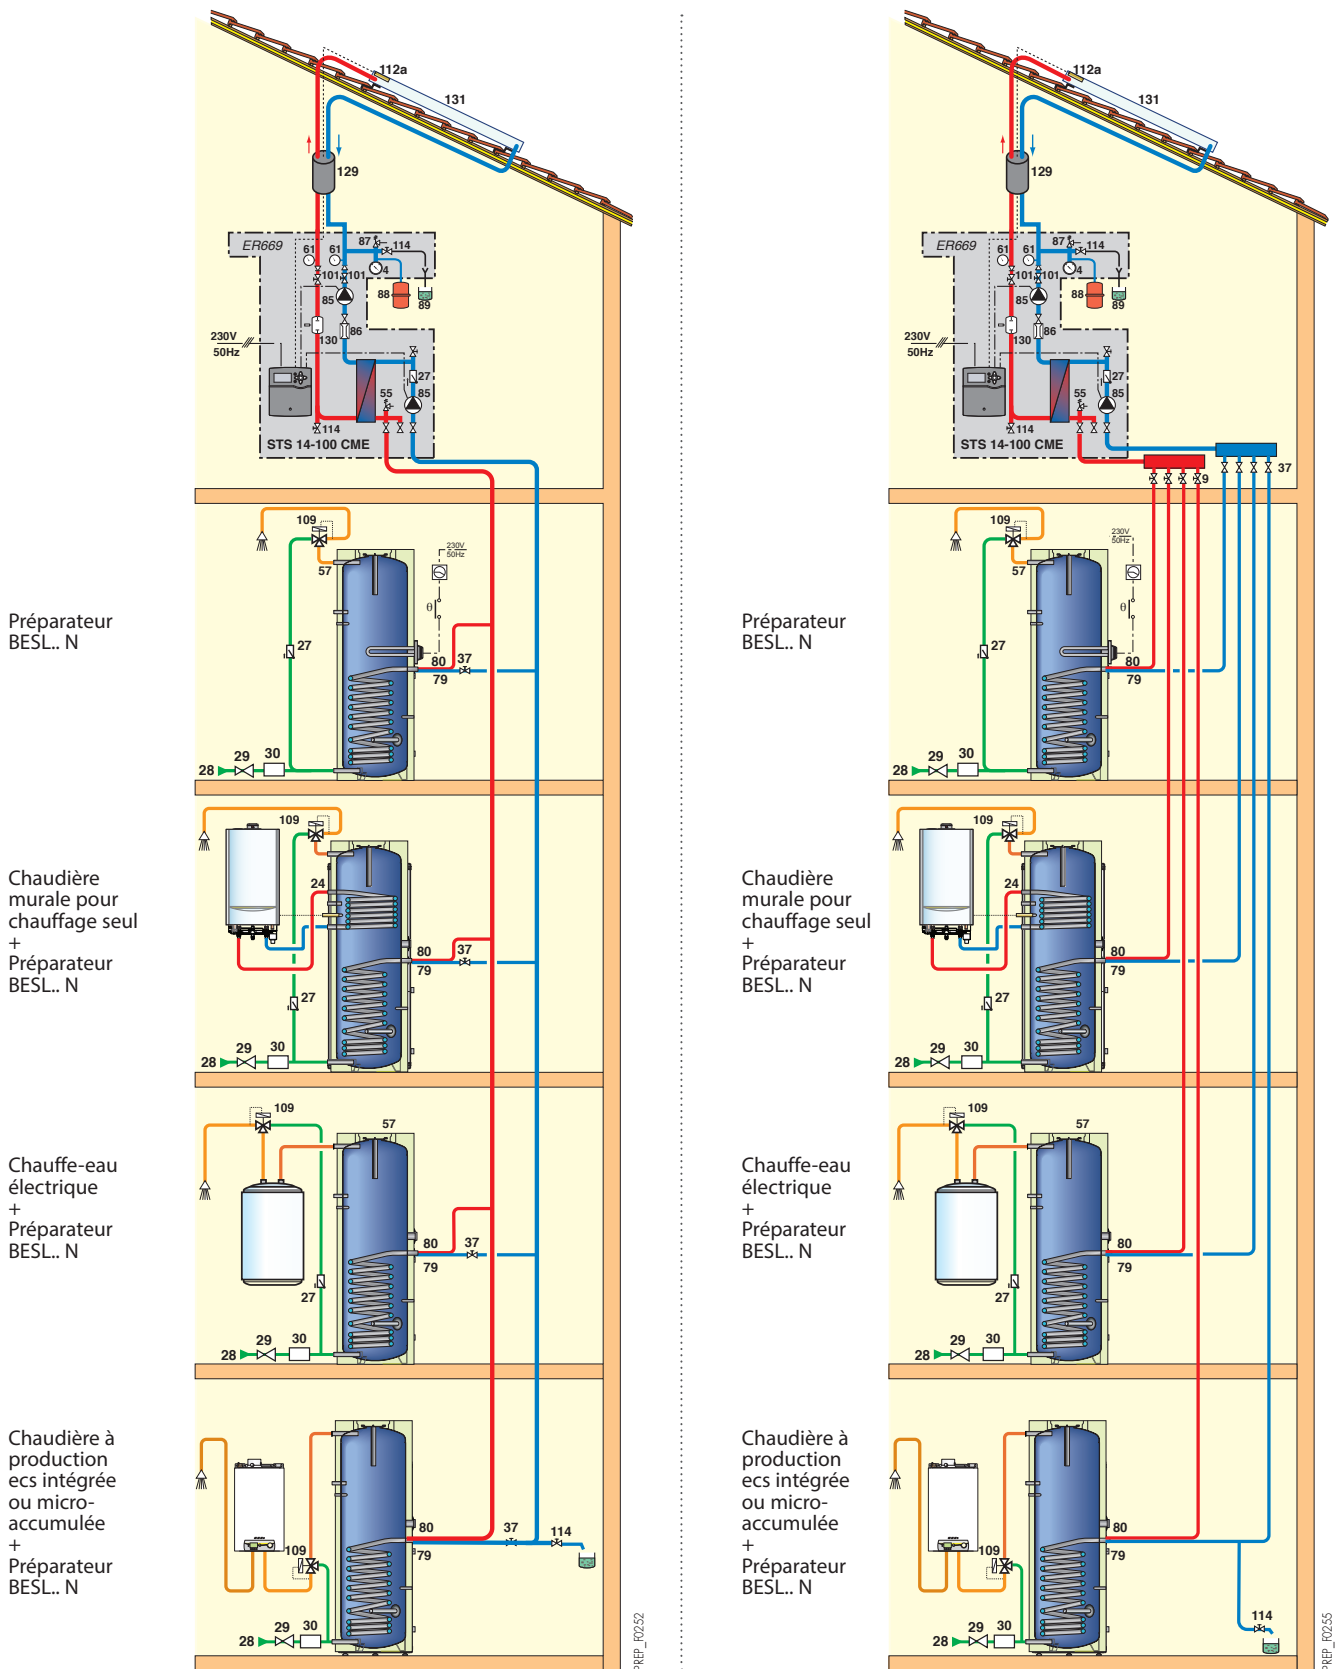 112a
131
129
ER669
61
61
87
114
4
101
101
85
88
89
86
130
230V
50Hz
27
55
85
114
STS 14-100 CME
Préparateur
BESL.. N
109
57
230V
50Hz
θ
27
80
37
79
28
29
30
Chaudière
murale pour
chauffage seul
+
Préparateur
BESL.. N
109
24
80
37
79
27
28
29
30
Chauffe-eau
électrique
+
Préparateur
BESL.. N
109
57
80
37
79
27
28
29
30
Chaudière à
production
ecs intégrée
ou micro-
accumulée
+
Préparateur
BESL.. N
80
37
114
79
109
28
29
30
PREP_F0252
112a
131
129
ER669
61
61
87
114
4
101
101
85
88
89
86
130
230V
50Hz
27
55
85
114
STS 14-100 CME
37
9
Préparateur
BESL.. N
109
57
230V
50Hz
θ
27
80
79
28
29
30
Chaudière
murale pour
chauffage seul
+
Préparateur
BESL.. N
109
24
80
79
27
28
29
30
Chauffe-eau
électrique
+
Préparateur
BESL.. N
109
57
80
79
27
28
29
30
Chaudière à
production
ecs intégrée
ou micro-
accumulée
+
Préparateur
BESL.. N
80
79
109
114
28
29
30
PREP_F0255